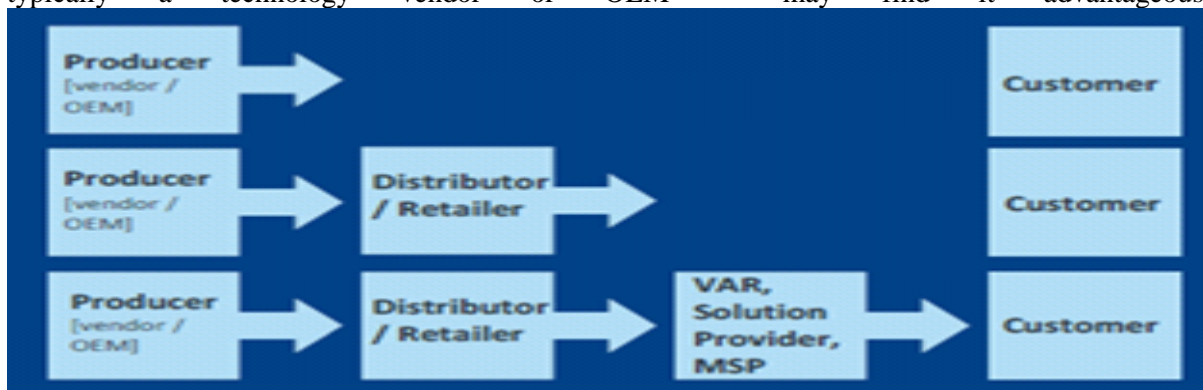 typically a technology vendor or OEM may find it advantageous
Producer
[vendor /
OEM]
Customer
Producer
[vendor /
OEM]
Distributor
/ Retailer
Customer
Producer
[vendor /
OEM]
Distributor
/ Retailer
VAR,
Solution
Provider,
MSP
Customer